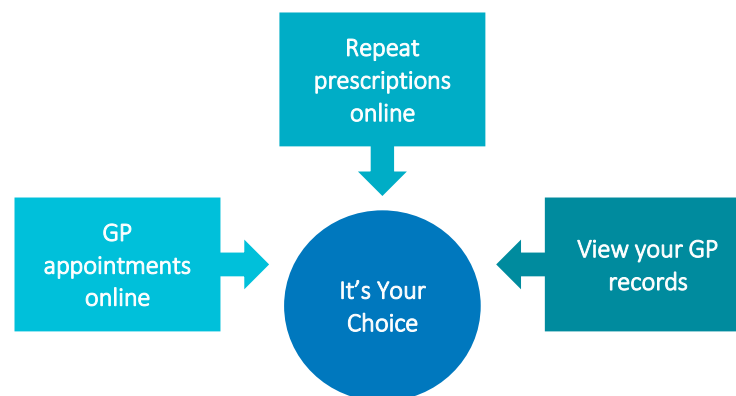 Repeat
prescriptions
online
GP
appointments
online
It’s Your
Choice
View your GP
records